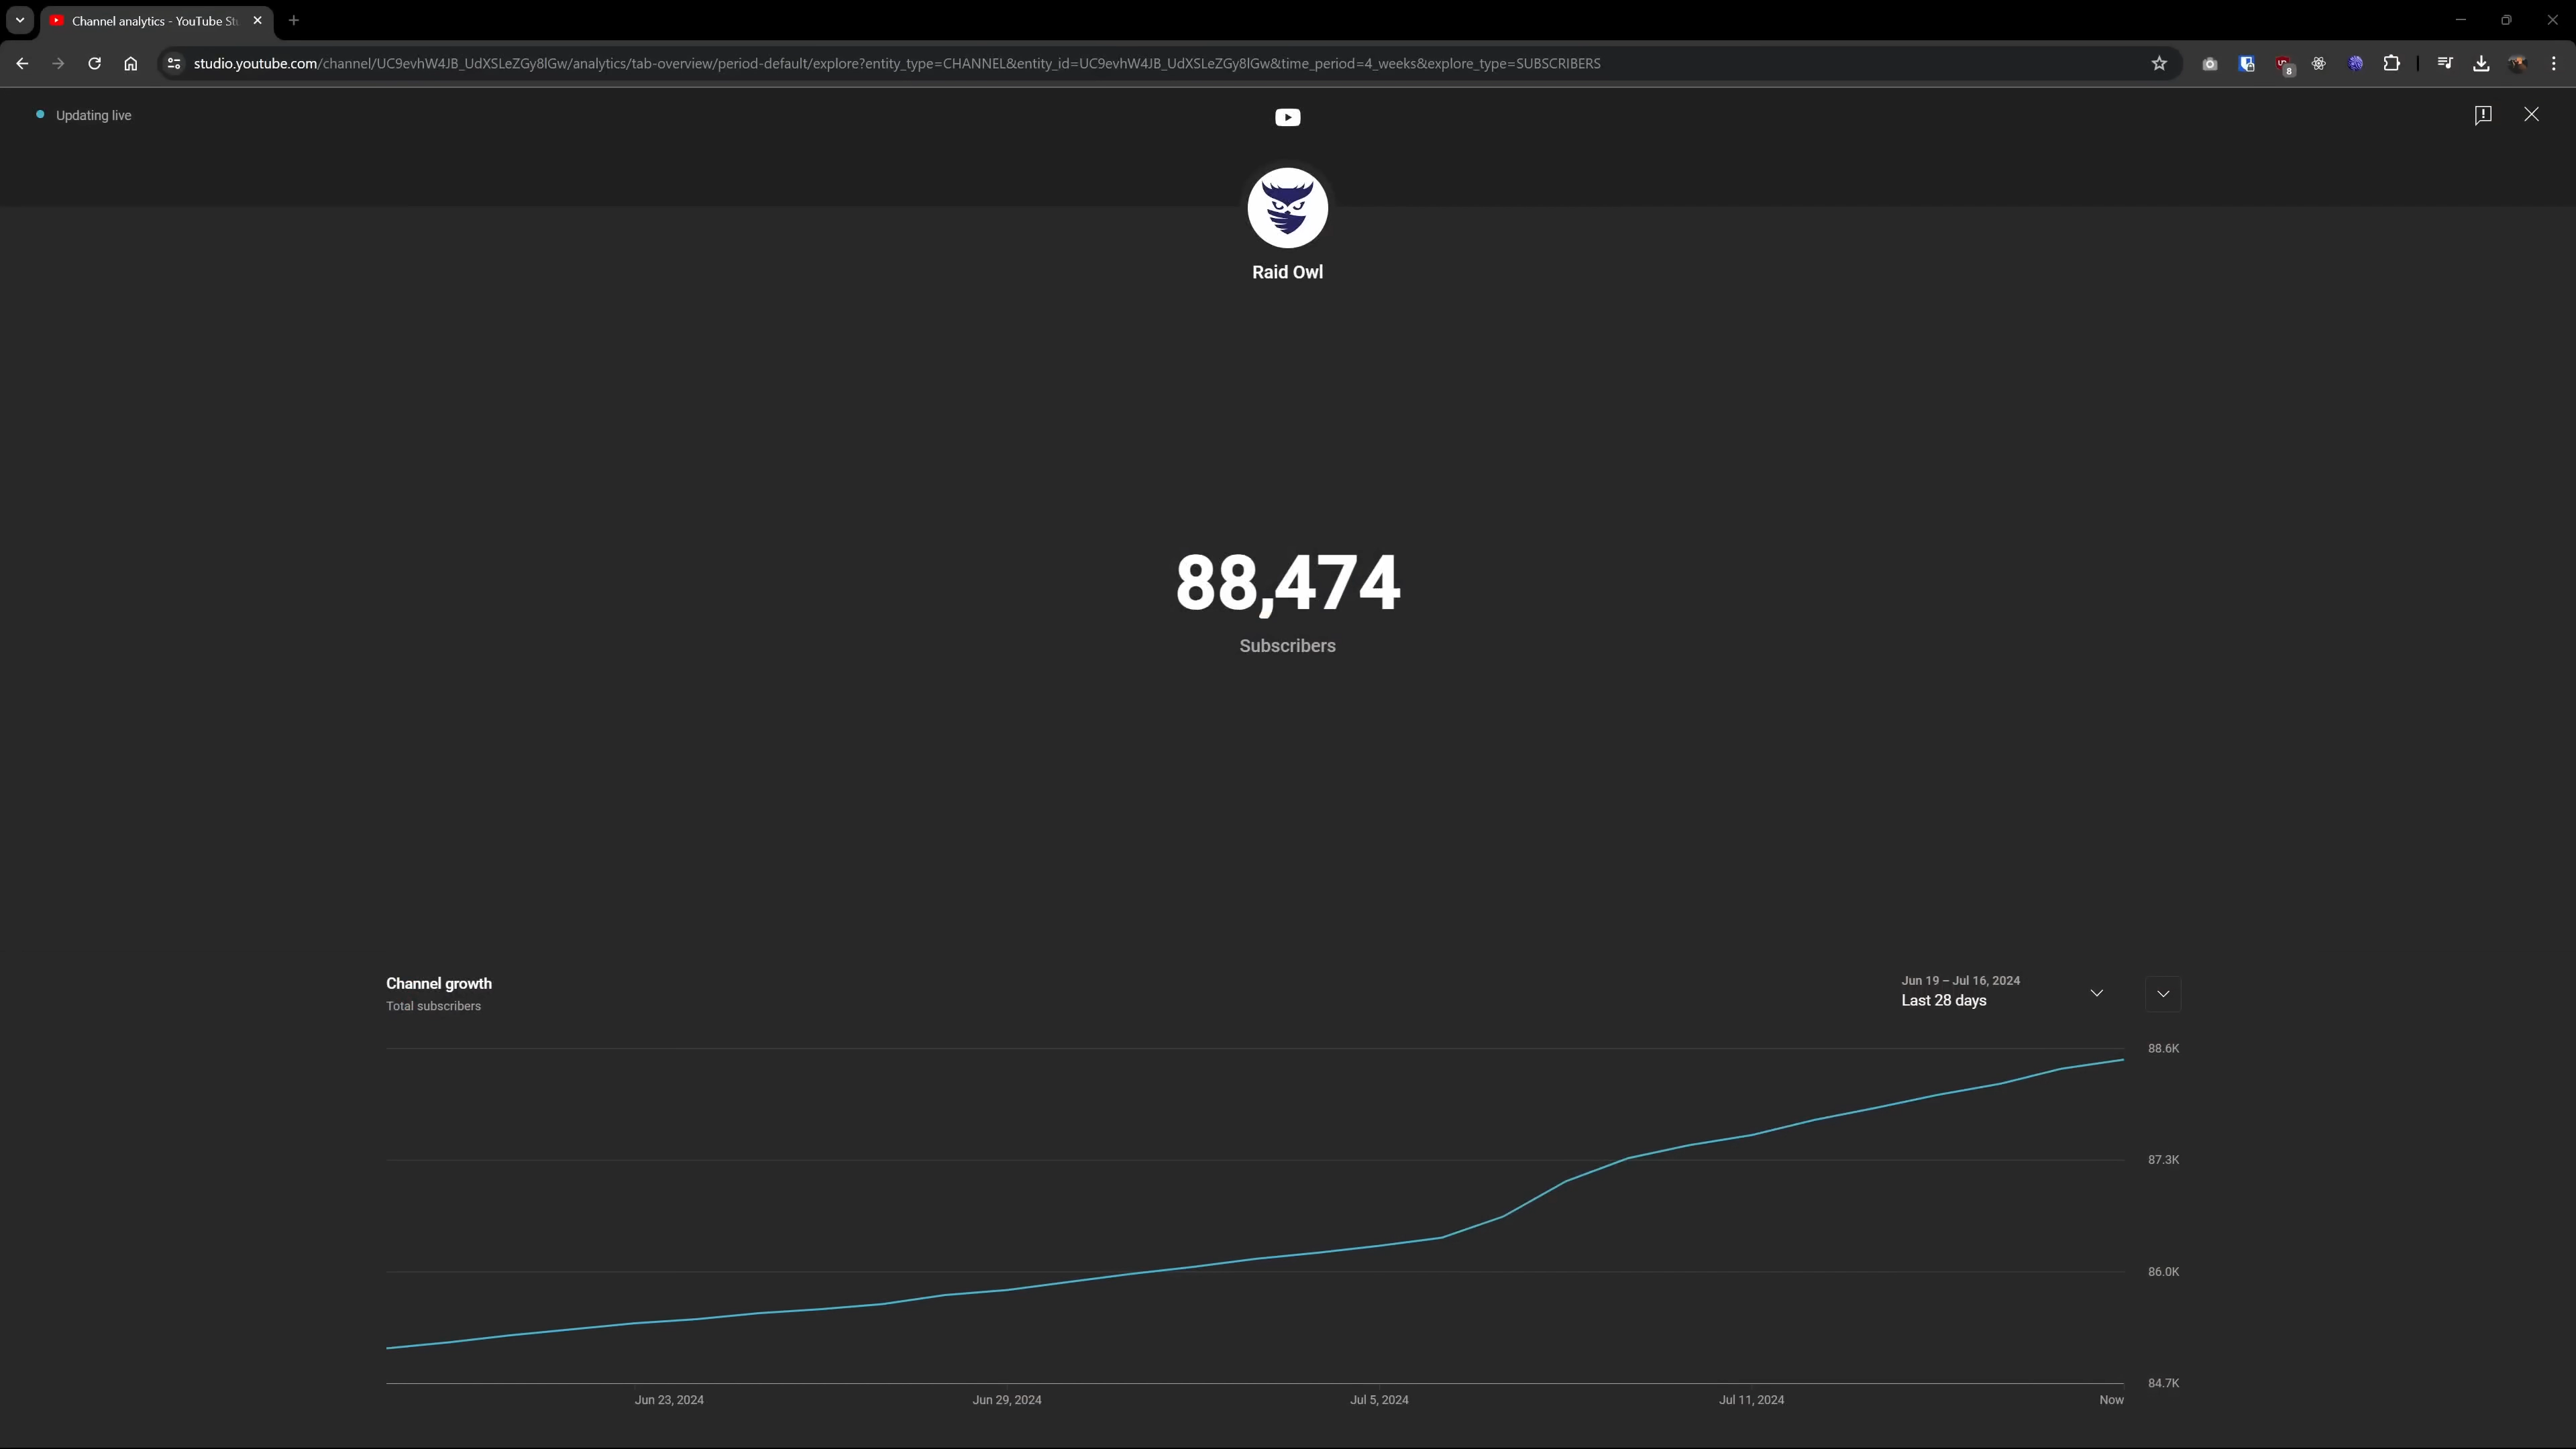 Channel analytics - YouTube St
studio.youtube.com/channel/UC9evhW4JB_UdXSLeZGy8lGw/analytics/tab-overview/period-default/explore?entity_type=CHANNEL&entity_id=UC9evhW4JB_UdXSLeZGy8lGw&time_period=4_weeks&explore_type=SUBSCRIBERS
8
Updating live
Raid Owl
88,474
Subscribers
Channel growth
Total subscribers
Jun 19 – Jul 16, 2024
Last 28 days
88.6K
87.3K
86.0K
84.7K
Jun 23, 2024
Jun 29, 2024
Jul 5, 2024
Jul 11, 2024
Now